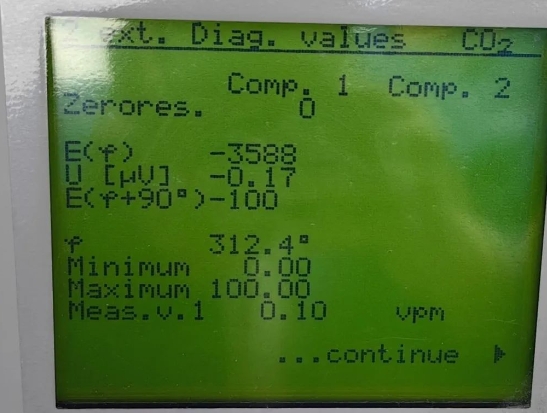 ext. Diag. values CO2
Comp. 1 Comp. 2
Zerores. 0
E(φ) -3588
U [µV] -0.17
E(φ+90°)-100
φ 312.4°
Minimum 0.00
Maximum 100.00
Meas.v.1 0.10 vpm
...continue ▶